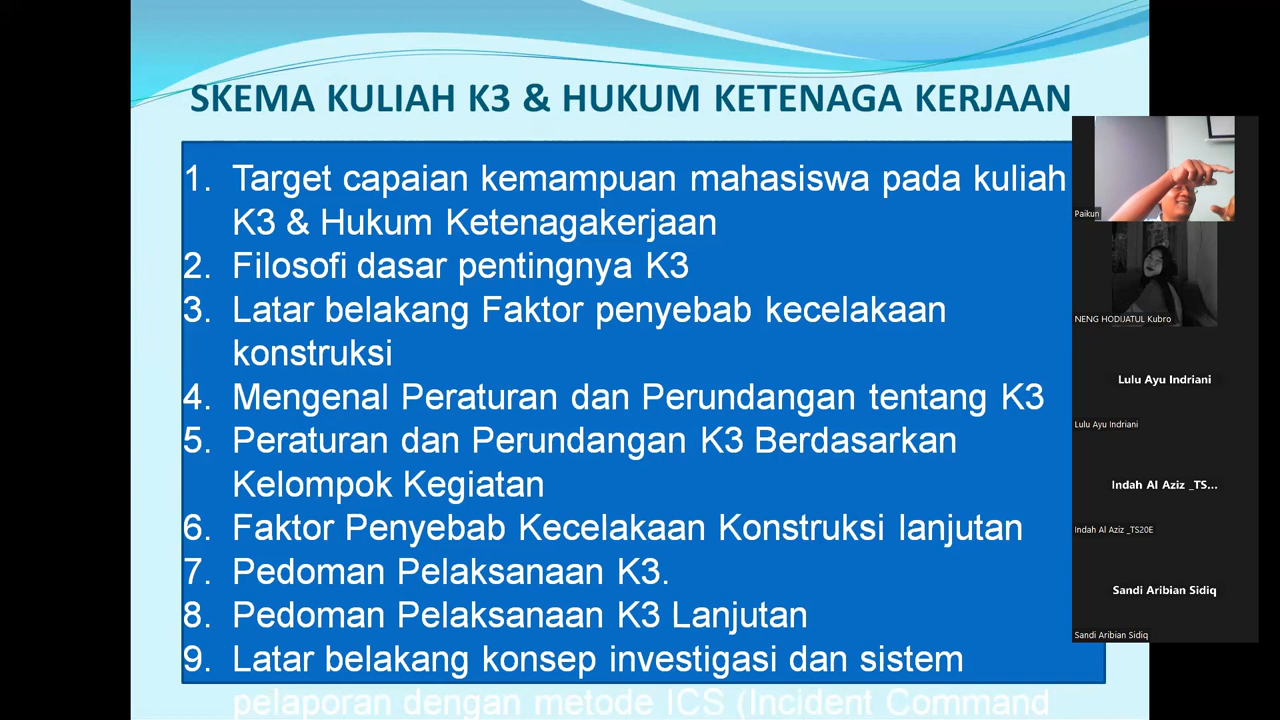 SKEMA KULIAH K3 & HUKUM KETENAGA KERJAAN
1. Target capaian kemampuan mahasiswa pada kuliah
K3 & Hukum Ketenagakerjaan
2. Filosofi dasar pentingnya K3
3. Latar belakang Faktor penyebab kecelakaan
konstruksi
4. Mengenal Peraturan dan Perundangan tentang K3
5. Peraturan dan Perundangan K3 Berdasarkan
Kelompok Kegiatan
6. Faktor Penyebab Kecelakaan Konstruksi lanjutan
7. Pedoman Pelaksanaan K3.
8. Pedoman Pelaksanaan K3 Lanjutan
9. Latar belakang konsep investigasi dan sistem
pelaporan dengan metode ICS (Incident Command
Paikun
NENG HODIJATUL Kubro
Lulu Ayu Indriani
Lulu Ayu Indriani
Indah Al Aziz _TS...
Indah Al Aziz _TS20E
Sandi Aribian Sidiq
Sandi Aribian Sidiq